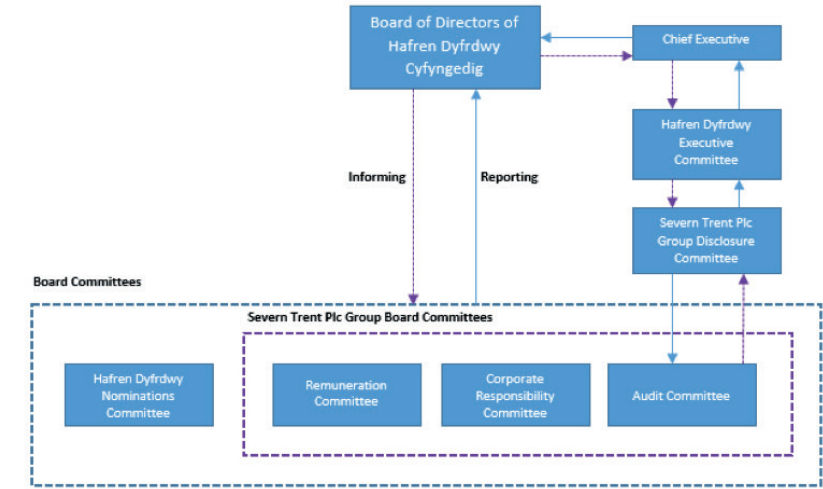 Board of Directors of
Hafren Dyfrdwy
Cyfyngedig
Chief Executive
Hafren Dyfrdwy
Executive
Committee
Informing
Reporting
Severn Trent Plc
Group Disclosure
Committee
Board Committees
Severn Trent Plc Group Board Committees
Hafren Dyfrdwy
Nominations
Committee
Remuneration
Committee
Corporate
Responsibility
Committee
Audit Committee